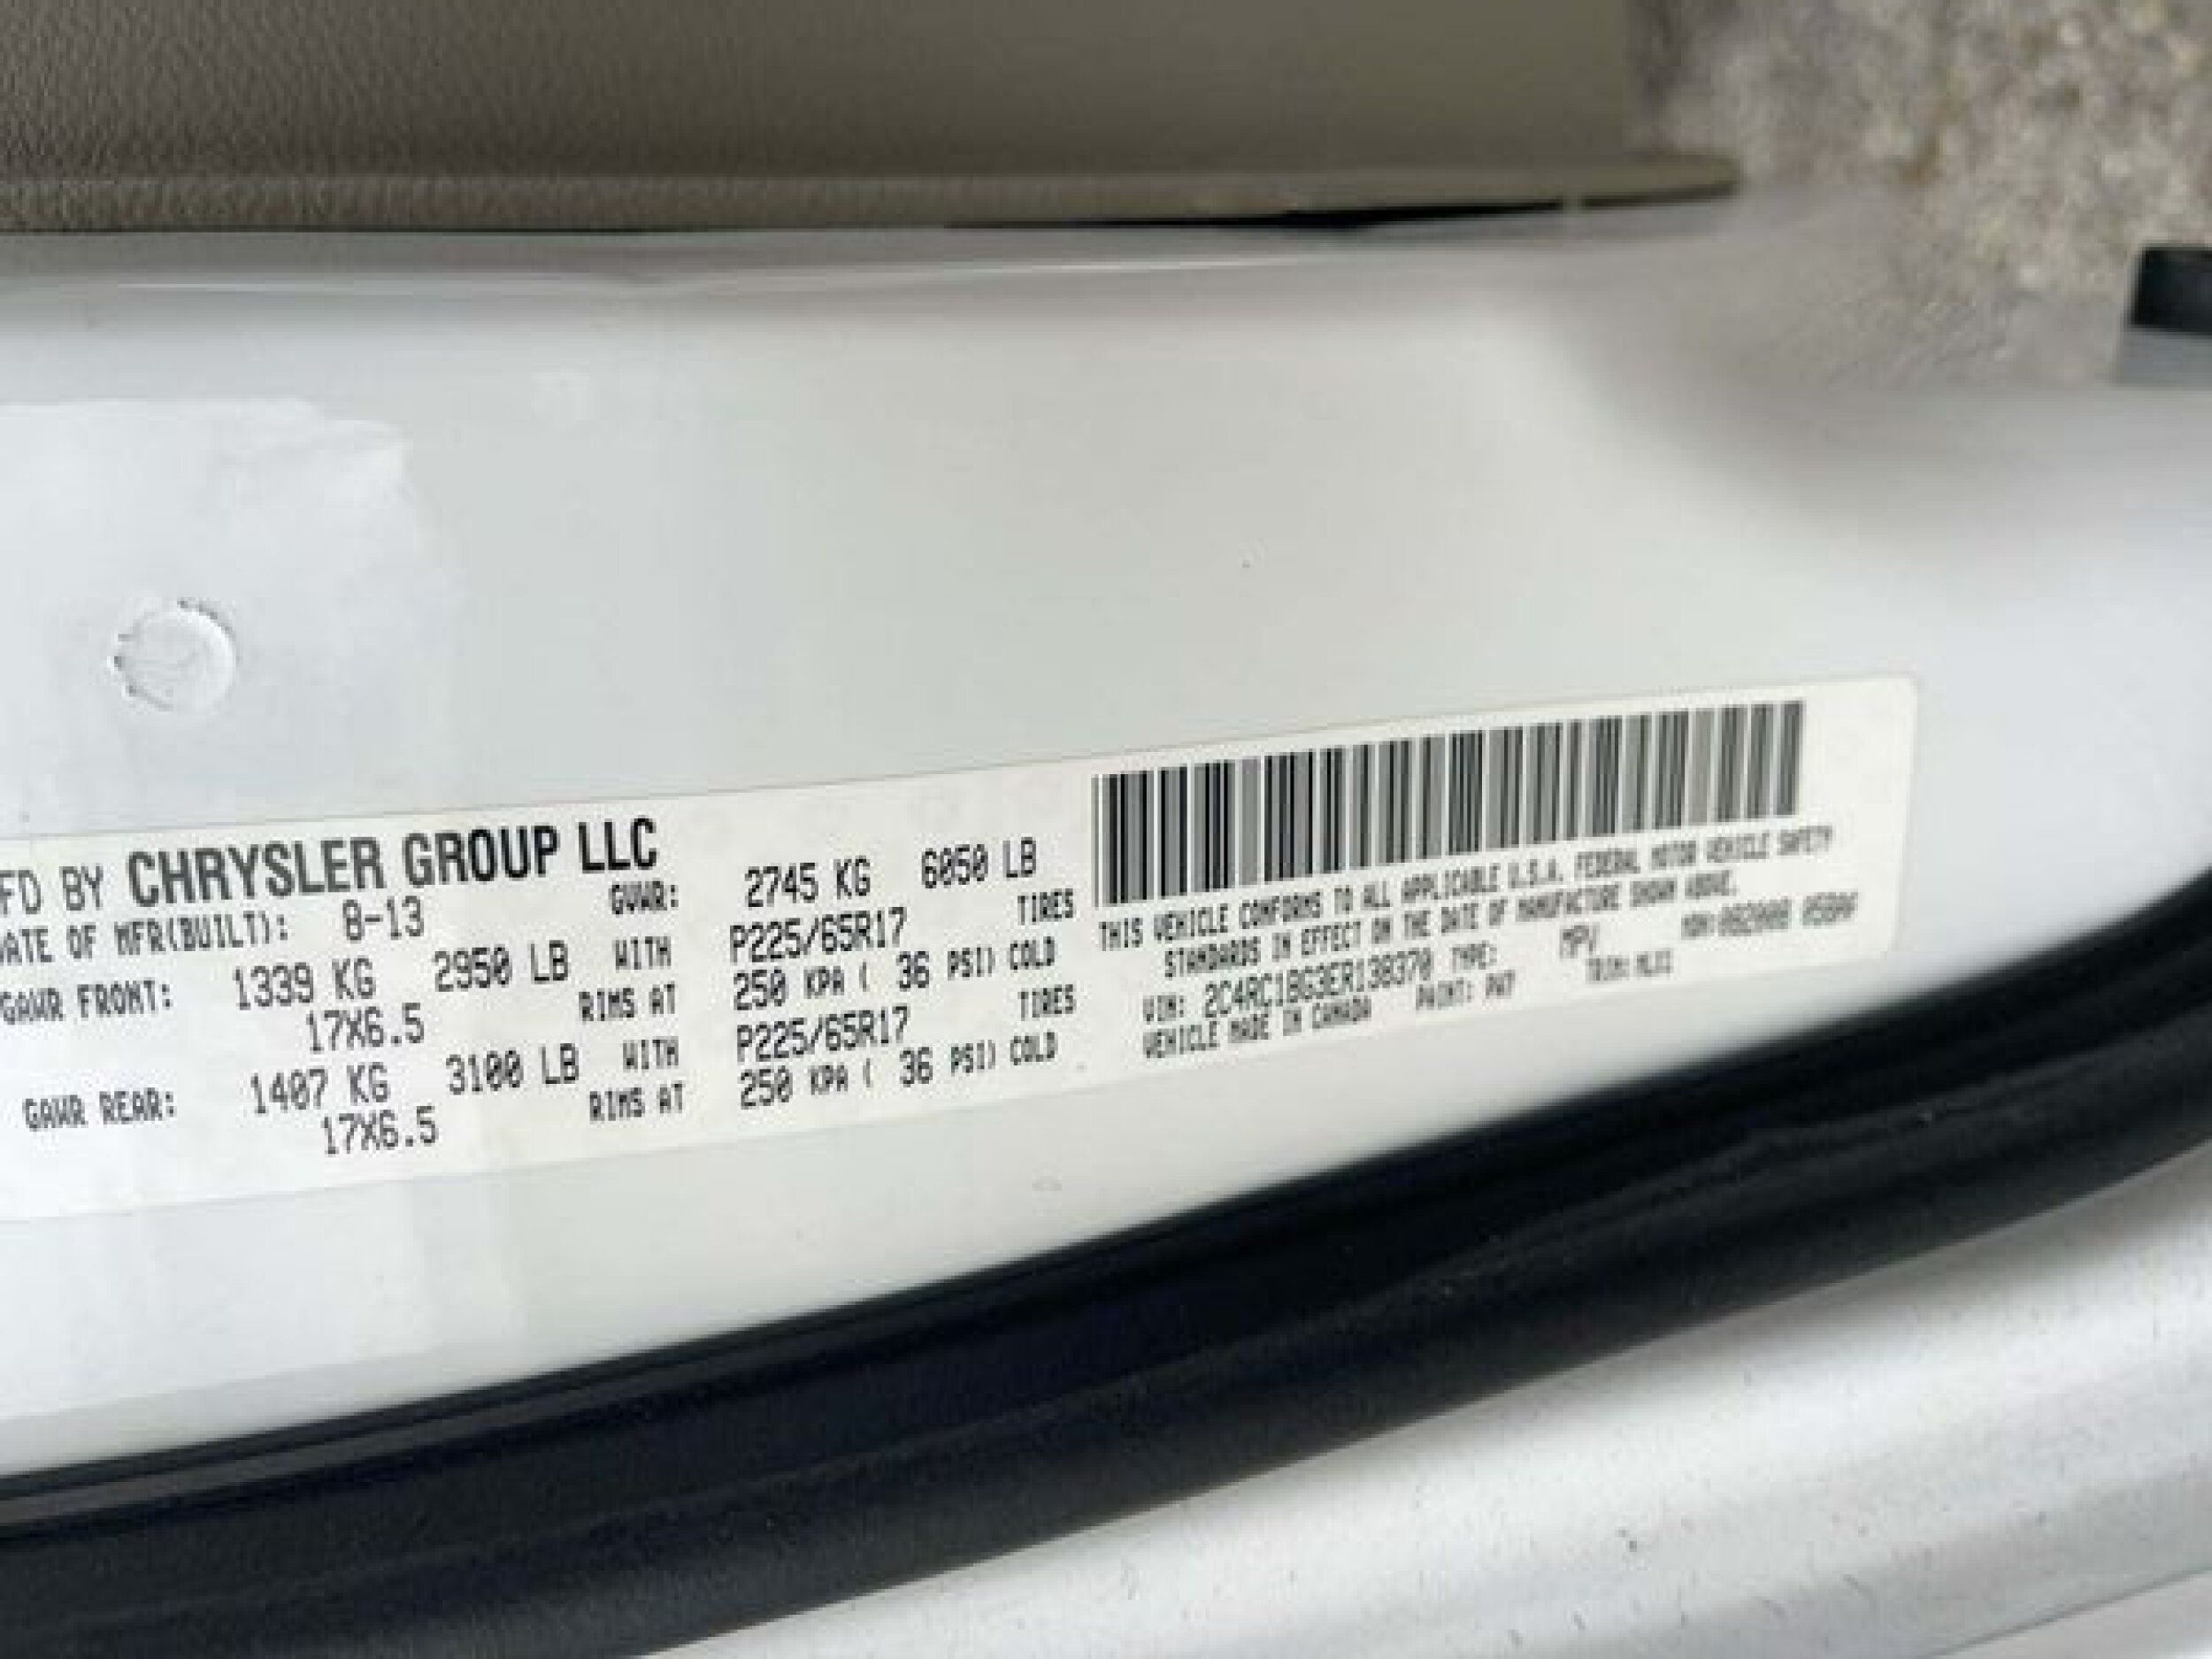 FD BY CHRYSLER GROUP LLC
DATE OF MFR(BUILT): 8-13 GVWR: 2745 KG 6050 LB
GAWR FRONT: 1339 KG 2950 LB WITH P225/65R17 TIRES
17X6.5 RIMS AT 250 KPA ( 36 PSI) COLD
GAWR REAR: 1407 KG 3100 LB WITH P225/65R17 TIRES
17X6.5 RIMS AT 250 KPA ( 36 PSI) COLD
THIS VEHICLE CONFORMS TO ALL APPLICABLE U.S.A. FEDERAL MOTOR VEHICLE SAFETY
STANDARDS IN EFFECT ON THE DATE OF MANUFACTURE SHOWN ABOVE.
VIN: 2C4RC1BG3ER138370 TYPE: MPV MDH:
VEHICLE MADE IN CANADA PAINT: PW7 TRIM: